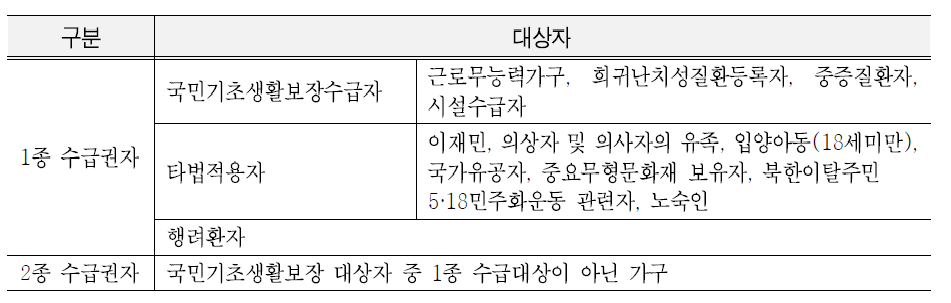 구분
대상자
1종 수급권자
국민기초생활보장수급자
근로무능력가구, 희귀난치성질환등록자, 중증질환자,
시설수급자
타법적용자
이재민, 의상자 및 의사자의 유족, 입양아동(18세미만),
국가유공자, 중요무형문화재 보유자, 북한이탈주민
5·18민주화운동 관련자, 노숙인
행려환자
2종 수급권자
국민기초생활보장 대상자 중 1종 수급대상이 아닌 가구